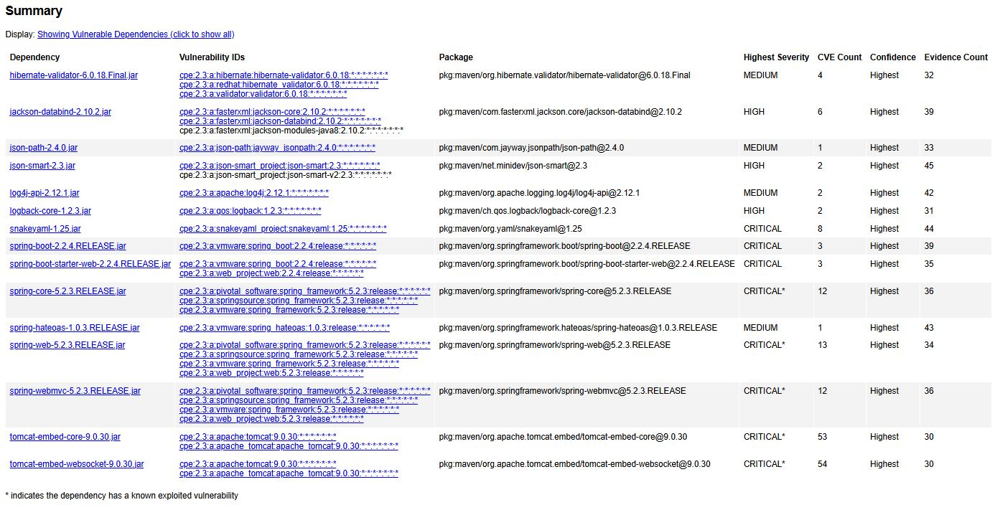 Summary
Display: Showing Vulnerable Dependencies (click to show all)
Dependency Vulnerability IDs Package Highest Severity CVE Count Confidence Evidence Count
hibernate-validator-6.0.18.Final.jar cpe:2.3:a:hibernate:hibernate-validator:6.0.18:*:*:*:*:*:*:* pkg:maven/org.hibernate.validator/hibernate-validator@6.0.18.Final MEDIUM 4 Highest 32
cpe:2.3:a:redhat:hibernate_validator:6.0.18:*:*:*:*:*:*:*
cpe:2.3:a:validator:validator:6.0.18:*:*:*:*:*:*:*
jackson-databind-2.10.2.jar cpe:2.3:a:fasterxml:jackson-core:2.10.2:*:*:*:*:*:*:* pkg:maven/com.fasterxml.jackson.core/jackson-databind@2.10.2 HIGH 6 Highest 39
cpe:2.3:a:fasterxml:jackson-databind:2.10.2:*:*:*:*:*:*:*
cpe:2.3:a:fasterxml:jackson-modules-java8:2.10.2:*:*:*:*:*:*:*
json-path-2.4.0.jar cpe:2.3:a:json-path:jayway_jsonpath:2.4.0:*:*:*:*:*:*:* pkg:maven/com.jayway.jsonpath/json-path@2.4.0 MEDIUM 1 Highest 33
json-smart-2.3.jar cpe:2.3:a:json-smart_project:json-smart:2.3:*:*:*:*:*:*:* pkg:maven/net.minidev/json-smart@2.3 HIGH 2 Highest 45
cpe:2.3:a:json-smart_project:json-smart-v2:2.3:*:*:*:*:*:*:*
log4j-api-2.12.1.jar cpe:2.3:a:apache:log4j:2.12.1:*:*:*:*:*:*:* pkg:maven/org.apache.logging.log4j/log4j-api@2.12.1 MEDIUM 2 Highest 42
logback-core-1.2.3.jar cpe:2.3:a:qos:logback:1.2.3:*:*:*:*:*:*:* pkg:maven/ch.qos.logback/logback-core@1.2.3 HIGH 2 Highest 31
snakeyaml-1.25.jar cpe:2.3:a:snakeyaml_project:snakeyaml:1.25:*:*:*:*:*:*:* pkg:maven/org.yaml/snakeyaml@1.25 CRITICAL 8 Highest 44
spring-boot-2.2.4.RELEASE.jar cpe:2.3:a:vmware:spring_boot:2.2.4:release:*:*:*:*:*:* pkg:maven/org.springframework.boot/spring-boot@2.2.4.RELEASE CRITICAL 3 Highest 39
spring-boot-starter-web-2.2.4.RELEASE.jar cpe:2.3:a:vmware:spring_boot:2.2.4:release:*:*:*:*:*:* pkg:maven/org.springframework.boot/spring-boot-starter-web@2.2.4.RELEASE CRITICAL 3 Highest 35
cpe:2.3:a:web_project:web:2.2.4:release:*:*:*:*:*:*
spring-core-5.2.3.RELEASE.jar cpe:2.3:a:pivotal_software:spring_framework:5.2.3:release:*:*:*:*:*:* pkg:maven/org.springframework/spring-core@5.2.3.RELEASE CRITICAL* 12 Highest 36
cpe:2.3:a:springsource:spring_framework:5.2.3:release:*:*:*:*:*:*
cpe:2.3:a:vmware:spring_framework:5.2.3:release:*:*:*:*:*:*
spring-hateoas-1.0.3.RELEASE.jar cpe:2.3:a:vmware:spring_hateoas:1.0.3:release:*:*:*:*:*:* pkg:maven/org.springframework.hateoas/spring-hateoas@1.0.3.RELEASE MEDIUM 1 Highest 43
spring-web-5.2.3.RELEASE.jar cpe:2.3:a:pivotal_software:spring_framework:5.2.3:release:*:*:*:*:*:* pkg:maven/org.springframework/spring-web@5.2.3.RELEASE CRITICAL* 13 Highest 34
cpe:2.3:a:springsource:spring_framework:5.2.3:release:*:*:*:*:*:*
cpe:2.3:a:vmware:spring_framework:5.2.3:release:*:*:*:*:*:*
cpe:2.3:a:web_project:web:5.2.3:release:*:*:*:*:*:*
spring-webmvc-5.2.3.RELEASE.jar cpe:2.3:a:pivotal_software:spring_framework:5.2.3:release:*:*:*:*:*:* pkg:maven/org.springframework/spring-webmvc@5.2.3.RELEASE CRITICAL* 12 Highest 36
cpe:2.3:a:springsource:spring_framework:5.2.3:release:*:*:*:*:*:*
cpe:2.3:a:vmware:spring_framework:5.2.3:release:*:*:*:*:*:*
cpe:2.3:a:web_project:web:5.2.3:release:*:*:*:*:*:*
tomcat-embed-core-9.0.30.jar cpe:2.3:a:apache:tomcat:9.0.30:*:*:*:*:*:*:* pkg:maven/org.apache.tomcat.embed/tomcat-embed-core@9.0.30 CRITICAL* 53 Highest 30
cpe:2.3:a:apache_tomcat:apache_tomcat:9.0.30:*:*:*:*:*:*:*
tomcat-embed-websocket-9.0.30.jar cpe:2.3:a:apache:tomcat:9.0.30:*:*:*:*:*:*:* pkg:maven/org.apache.tomcat.embed/tomcat-embed-websocket@9.0.30 CRITICAL* 54 Highest 30
cpe:2.3:a:apache_tomcat:apache_tomcat:9.0.30:*:*:*:*:*:*:*
* indicates the dependency has a known exploited vulnerability